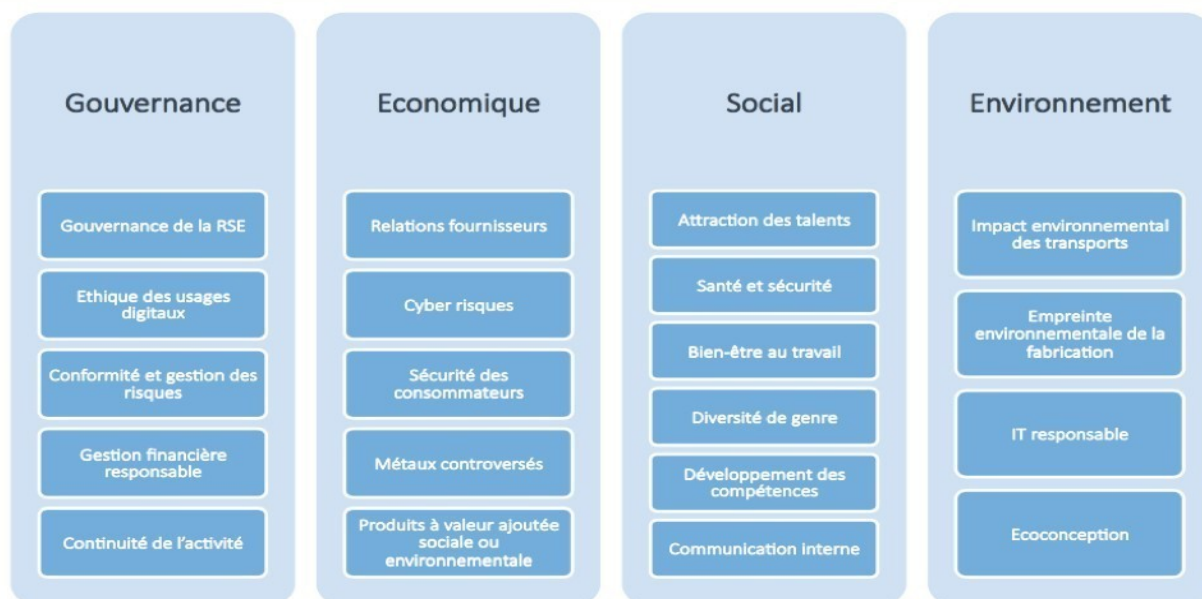 Gouvernance
Gouvernance de la RSE
Ethique des usages
digitaux
Conformité et gestion des
risques
Gestion financière
responsable
Continuité de l'activité
Economique
Relations fournisseurs
Cyber risques
Sécurité des
consommateurs
Métaux controversés
Produits à valeur ajoutée
sociale ou
environnementale
Social
Attraction des talents
Santé et sécurité
Bien-être au travail
Diversité de genre
Développement des
compétences
Communication interne
Environnement
Impact environnemental
des transports
Empreinte
environnementale de la
fabrication
IT responsable
Ecoconception